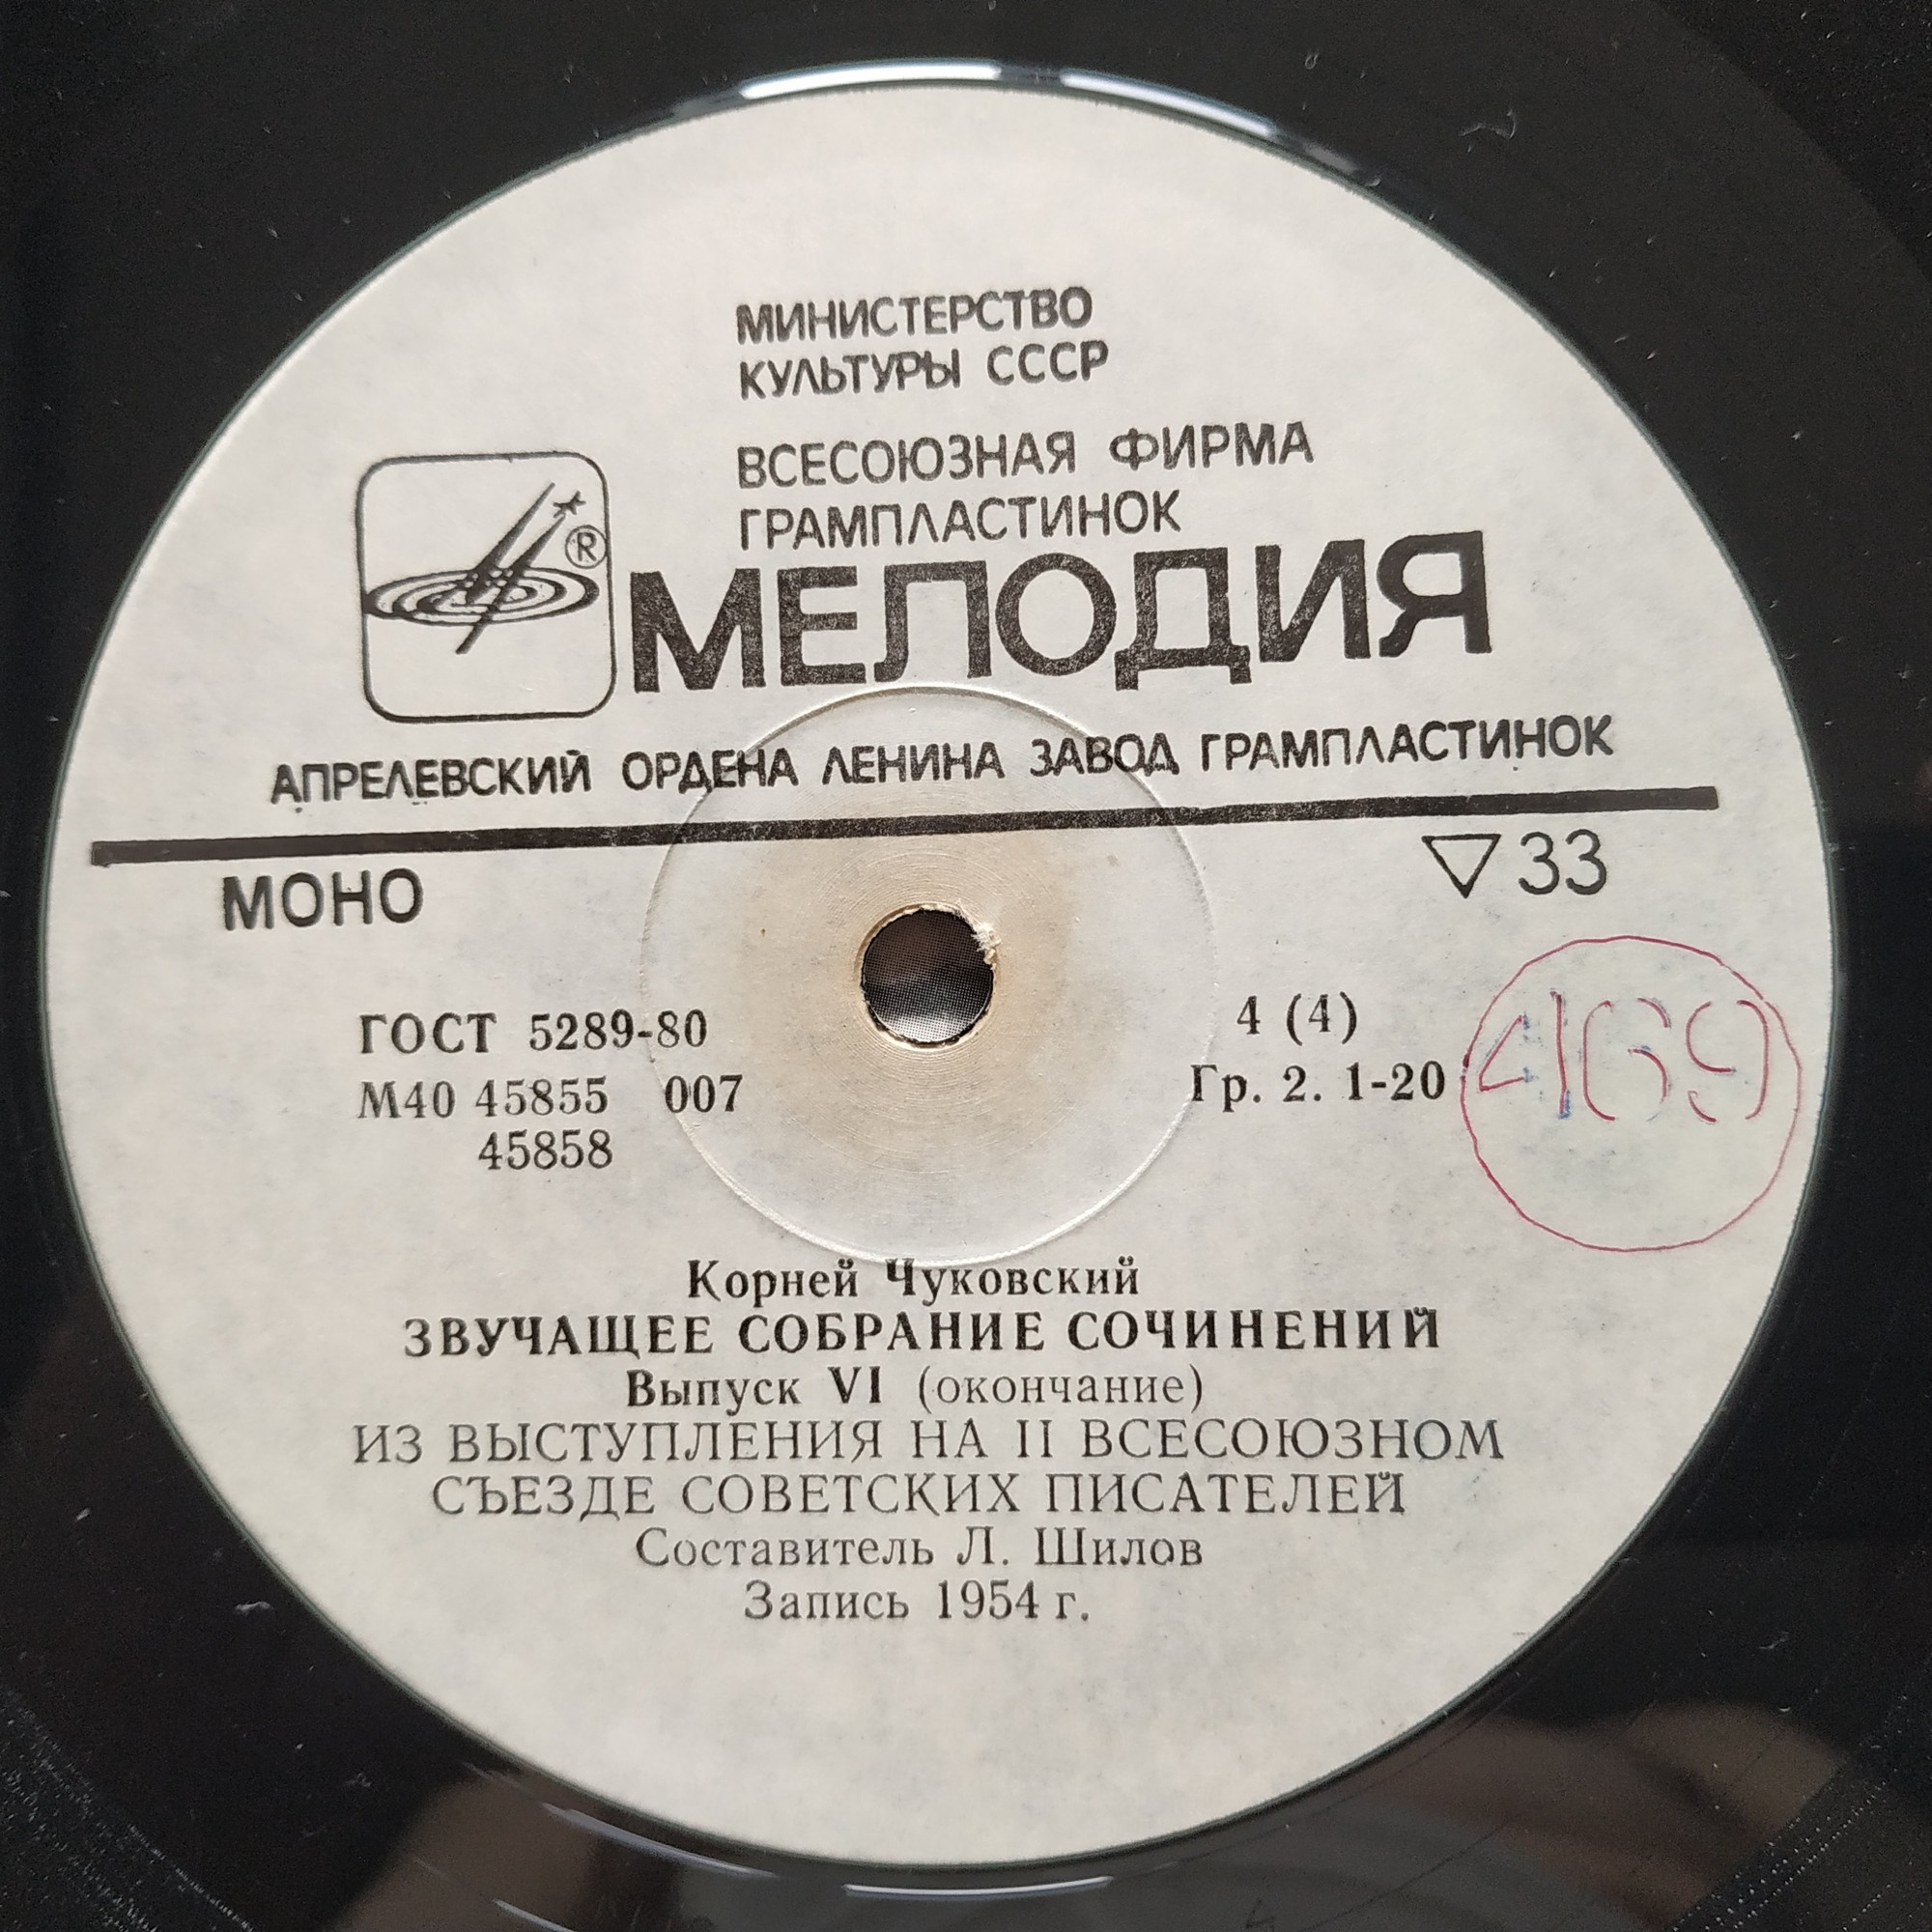 МИНИСТЕРСТВО
КУЛЬТУРЫ СССР
ВСЕСОЮЗНАЯ ФИРМА
ГРАМПЛАСТИНОК
®
МЕЛОДИЯ
АПРЕЛЕВСКИЙ ОРДЕНА ЛЕНИНА ЗАВОД ГРАМПЛАСТИНОК
МОНО
▽ 33
ГОСТ 5289-80
4 (4)
М40 45855 007
Гр. 2. 1-20
4169
45858
Корней Чуковский
ЗВУЧАЩЕЕ СОБРАНИЕ СОЧИНЕНИЙ
Выпуск VI (окончание)
ИЗ ВЫСТУПЛЕНИЯ НА II ВСЕСОЮЗНОМ
СЪЕЗДЕ СОВЕТСКИХ ПИСАТЕЛЕЙ
Составитель Л. Шилов
Запись 1954 г.